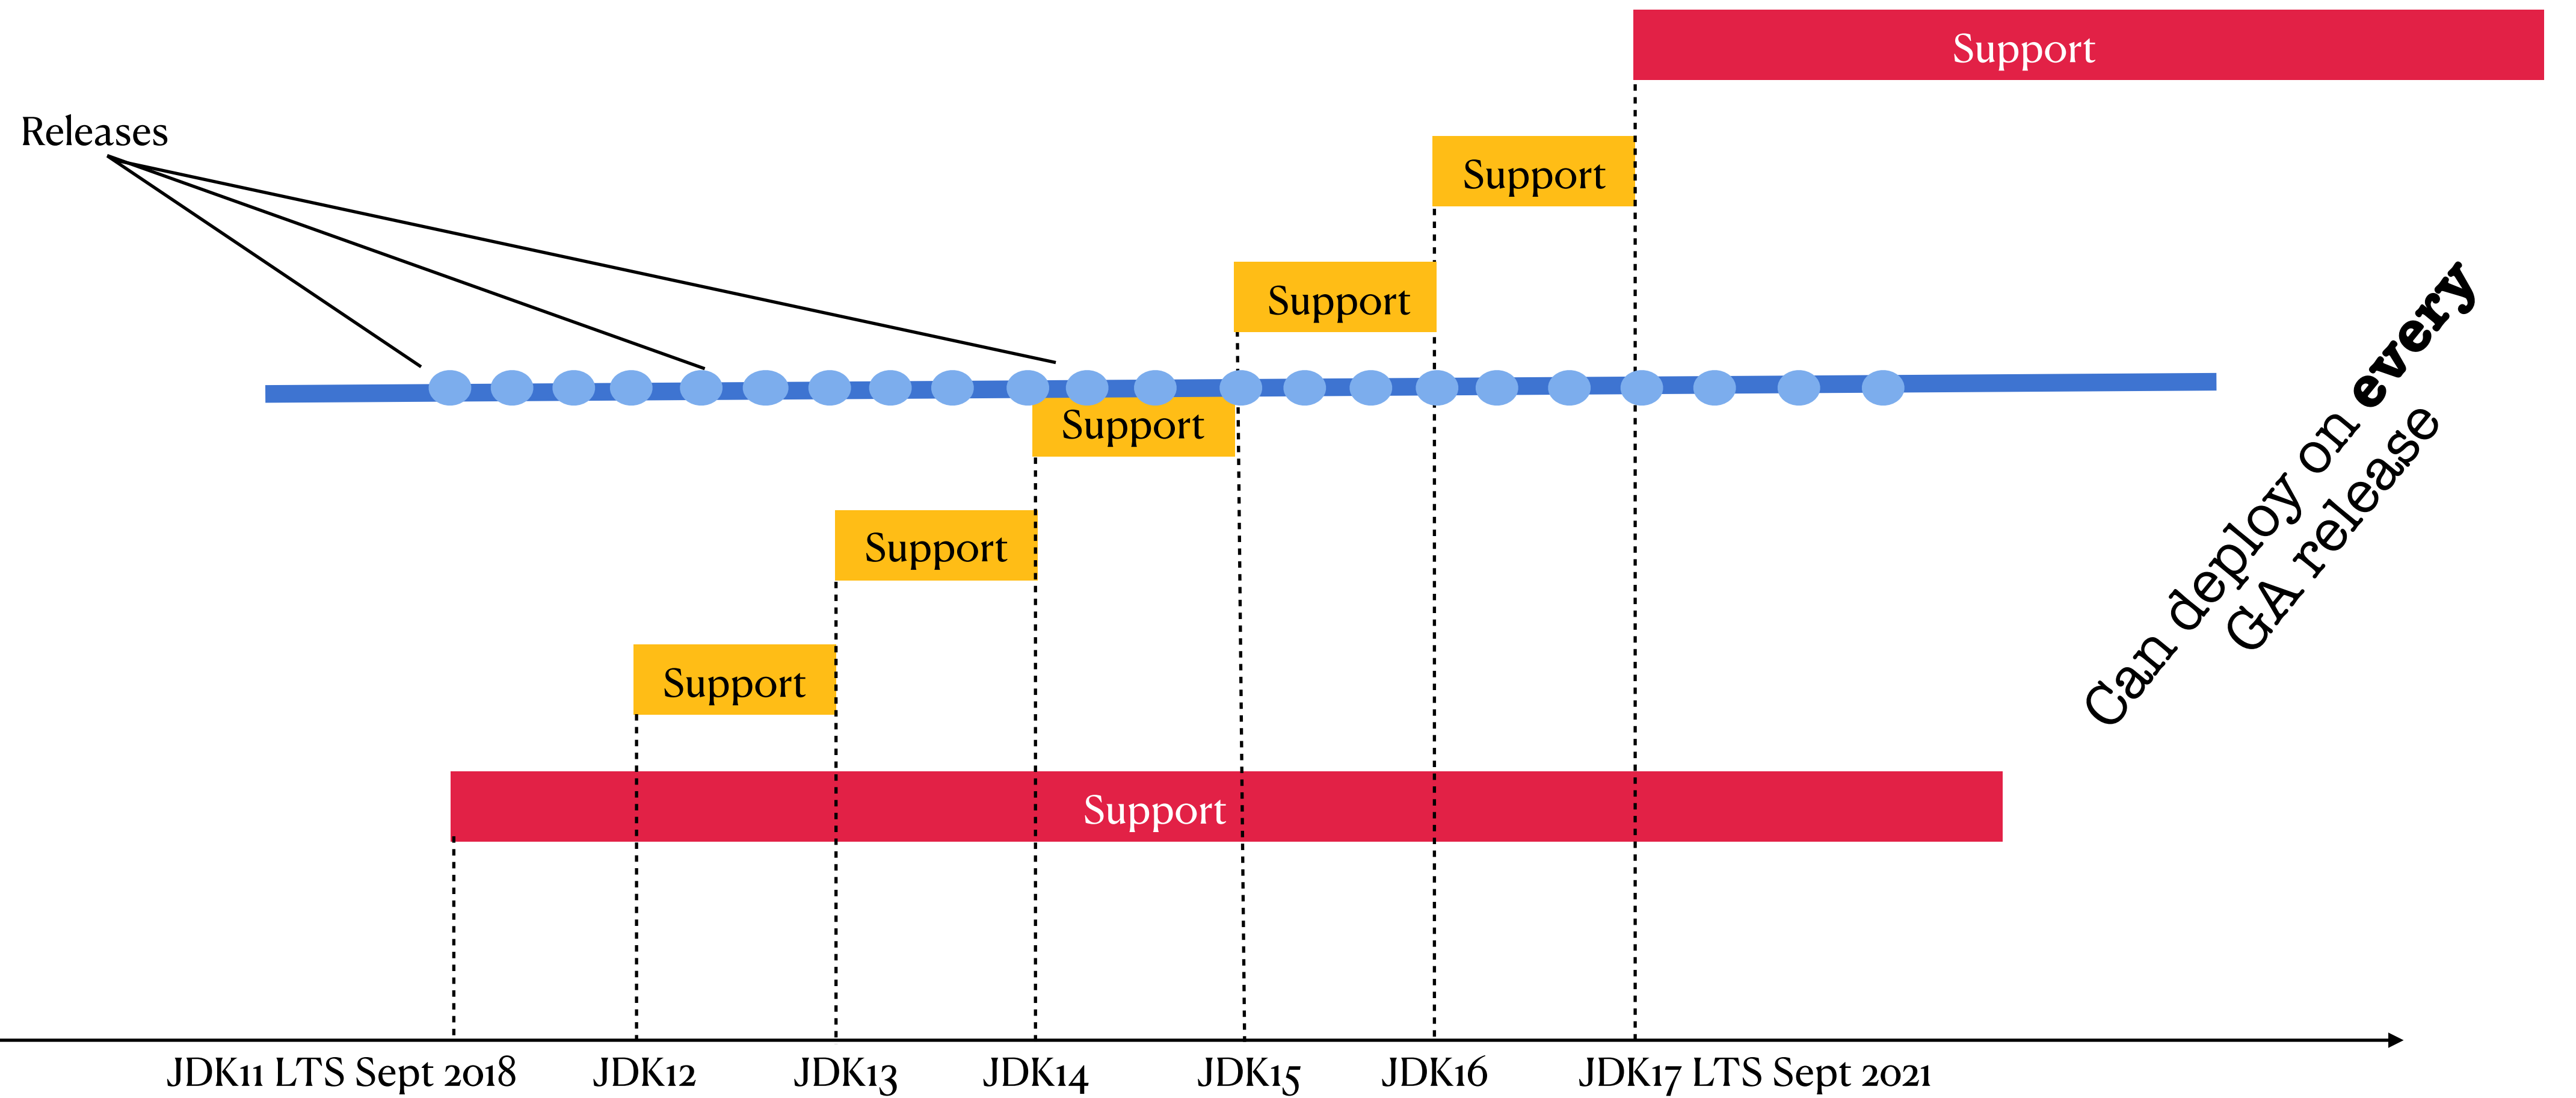 Support
Releases
Support
Support
Support
Support
Support
Support
Can deploy on every
GA release
JDK11 LTS Sept 2018
JDK12
JDK13
JDK14
JDK15
JDK16
JDK17 LTS Sept 2021